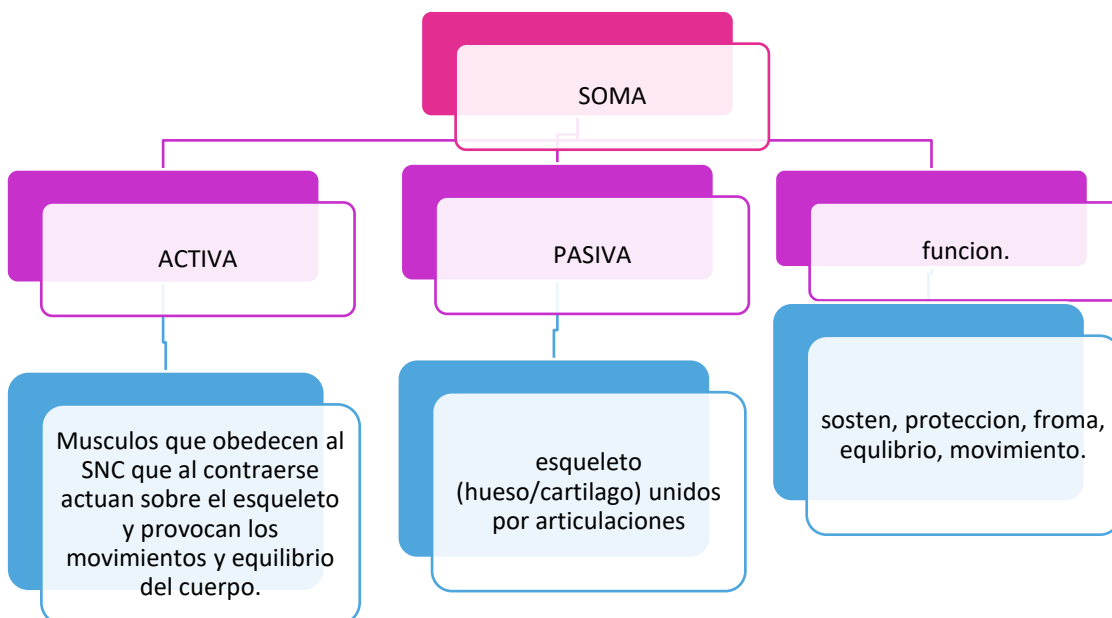 SOMA
ACTIVA
PASIVA
funcion.
Musculos que obedecen al
SNC que al contraerse
actuan sobre el esqueleto
y provocan los
movimientos y equilibrio
del cuerpo.
esqueleto
(hueso/cartilago) unidos
por articulaciones
sosten, proteccion, froma,
equlibrio, movimiento.